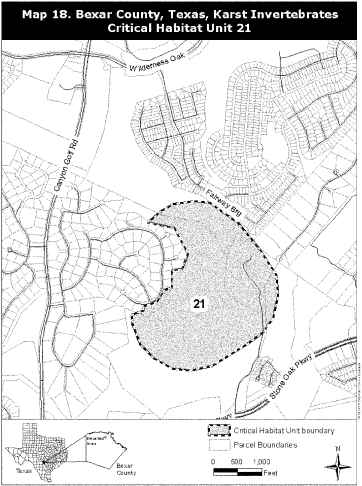 Map 18. Bexar County, Texas, Karst Invertebrates
Critical Habitat Unit 21
Wilderness Oak
Canyon Golf Rd
Fairway Brdg
21
Stone Oak Pkwy
Critical Habitat Unit boundary
Parcel Boundaries
0 500 1,000
Feet
N
Detailed
Area
Texas
Bexar
County